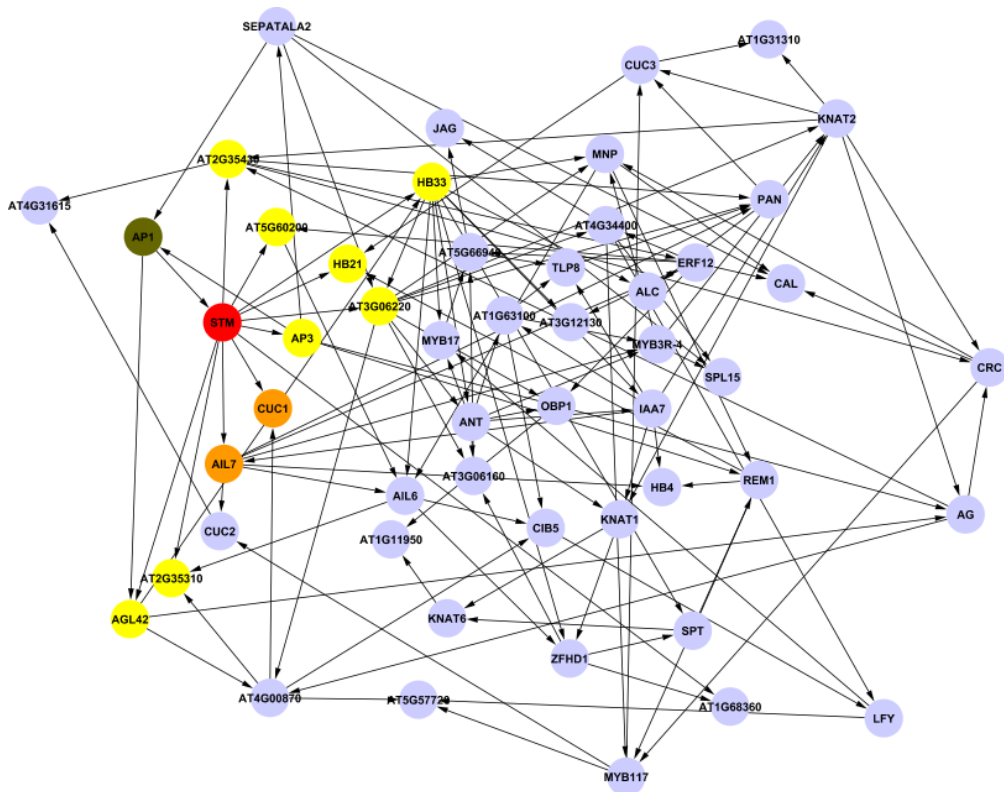 SEPATALA2
AT1G31310
CUC3
KNAT2
JAG
AT2G35430
MNP
HB33
AT4G31615
PAN
AT5G60200
AT4G34400
AP1
AT5G66940
HB21
TLP8
ERF12
CAL
ALC
AT3G06220
STM
AT1G63100
AT3G12130
AP3
MYB17
MYB3R-4
CRC
SPL15
CUC1
OBP1
IAA7
ANT
AIL7
AT3G06160
HB4
REM1
AIL6
AG
CUC2
CIB5
KNAT1
AT1G11950
AT2G35310
AGL42
KNAT6
SPT
ZFHD1
AT4G00870
AT5G57720
AT1G68360
LFY
MYB117